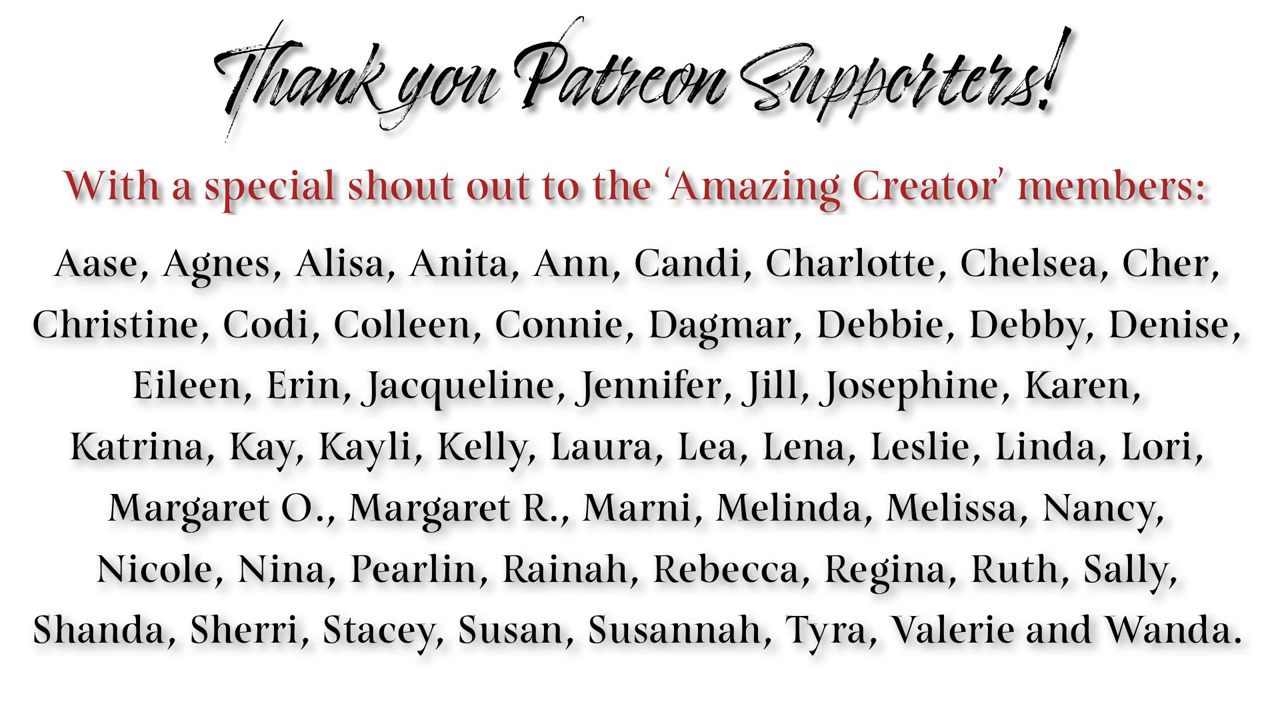 Thank you Patreon Supporters!
With a special shout out to the ‘Amazing Creator’ members:
Aase, Agnes, Alisa, Anita, Ann, Candi, Charlotte, Chelsea, Cher,
Christine, Codi, Colleen, Connie, Dagmar, Debbie, Debby, Denise,
Eileen, Erin, Jacqueline, Jennifer, Jill, Josephine, Karen,
Katrina, Kay, Kayli, Kelly, Laura, Lea, Lena, Leslie, Linda, Lori,
Margaret O., Margaret R., Marni, Melinda, Melissa, Nancy,
Nicole, Nina, Pearlin, Rainah, Rebecca, Regina, Ruth, Sally,
Shanda, Sherri, Stacey, Susan, Susannah, Tyra, Valerie and Wanda.